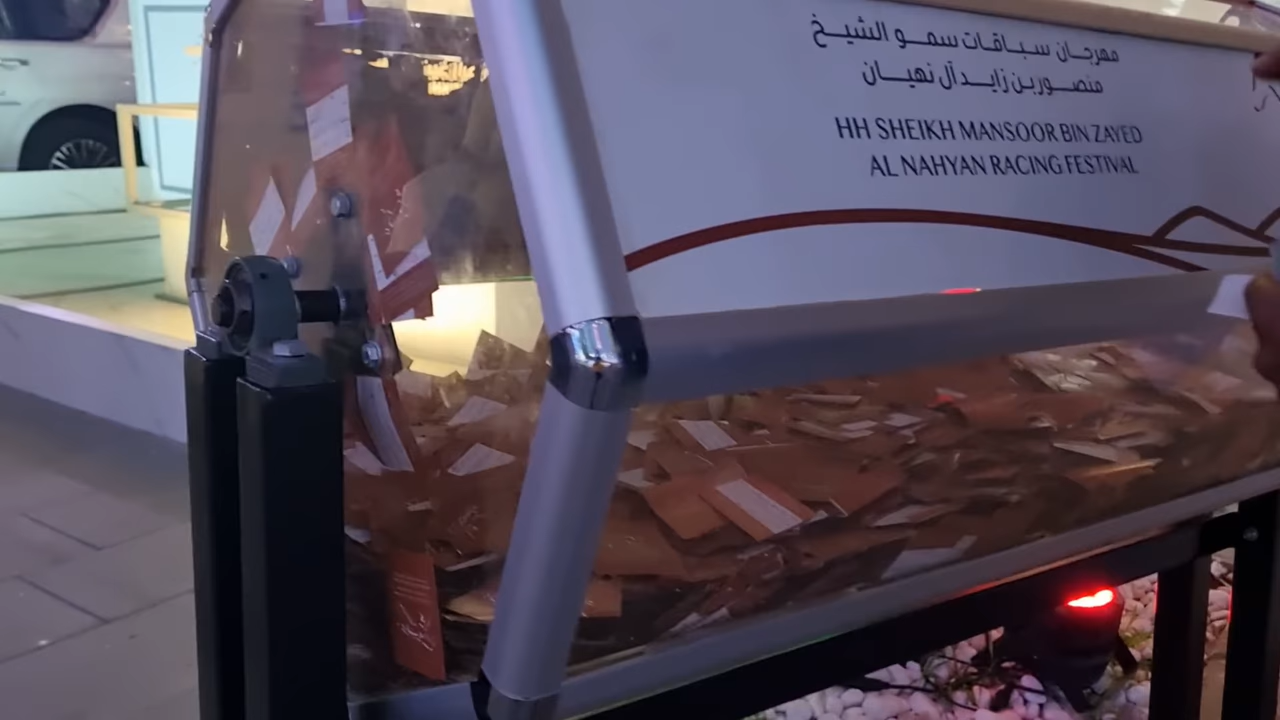 مهرجان سباقات سمو الشيخ
منصور بن زايد آل نهيان
HH SHEIKH MANSOOR BIN ZAYED
AL NAHYAN RACING FESTIVAL